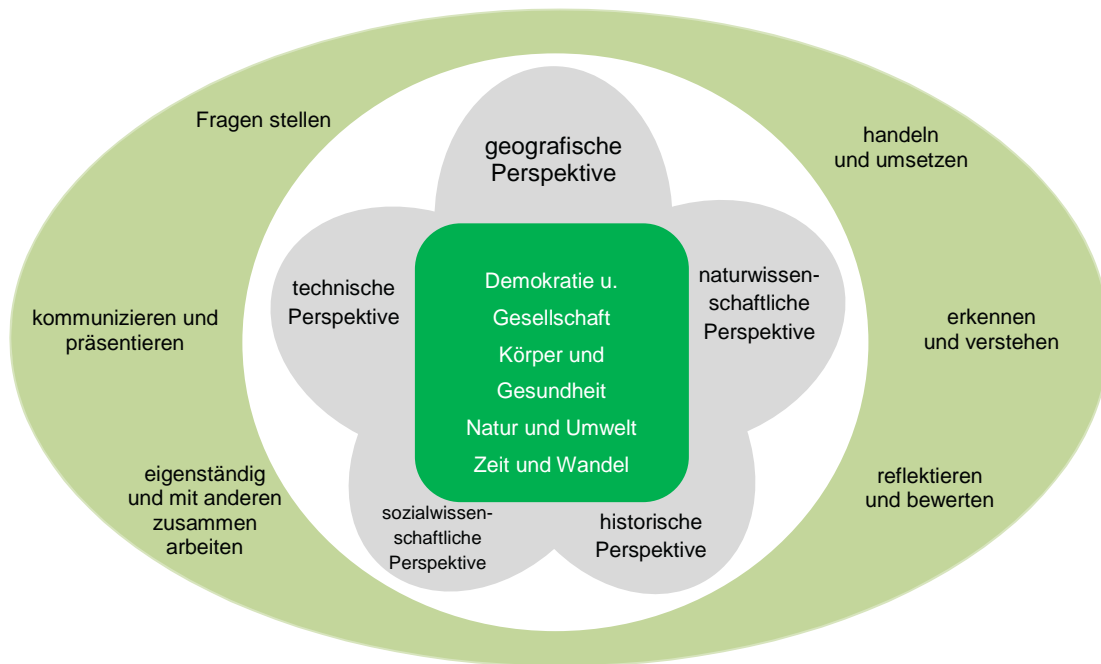 Fragen stellen
handeln
und umsetzen
geografische
Perspektive
technische
Perspektive
Demokratie u.
Gesellschaft
Körper und
Gesundheit
Natur und Umwelt
Zeit und Wandel
naturwissen-
schaftliche
Perspektive
kommunizieren und
präsentieren
erkennen
und verstehen
eigenständig
und mit anderen
zusammen
arbeiten
sozialwissen-
schaftliche
Perspektive
historische
Perspektive
reflektieren
und bewerten